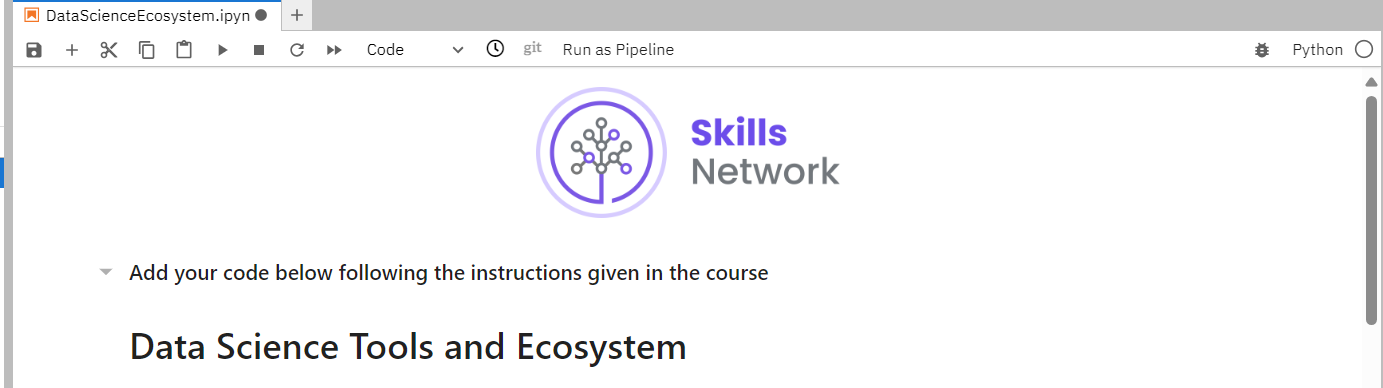 DataScienceEcosystem.ipyn
Code git Run as Pipeline Python
Skills
Network
Add your code below following the instructions given in the course
Data Science Tools and Ecosystem